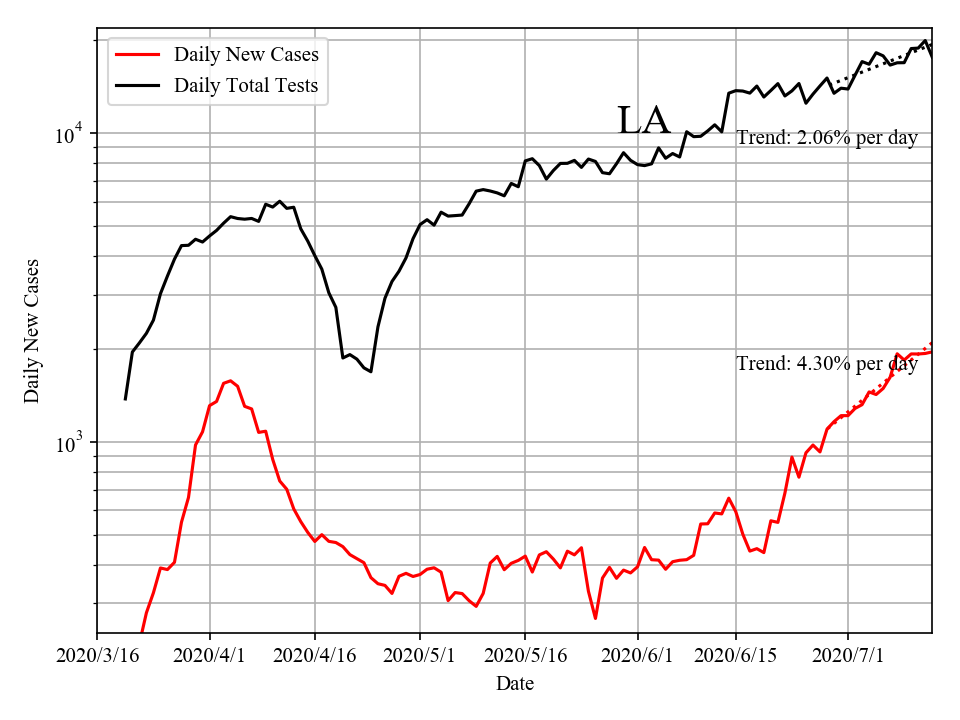 Daily New Cases
Daily Total Tests
LA
10^4
Trend: 2.06% per day
Daily New Cases
Trend: 4.30% per day
10^3
2020/3/16 2020/4/1 2020/4/16 2020/5/1 2020/5/16 2020/6/1 2020/6/15 2020/7/1
Date